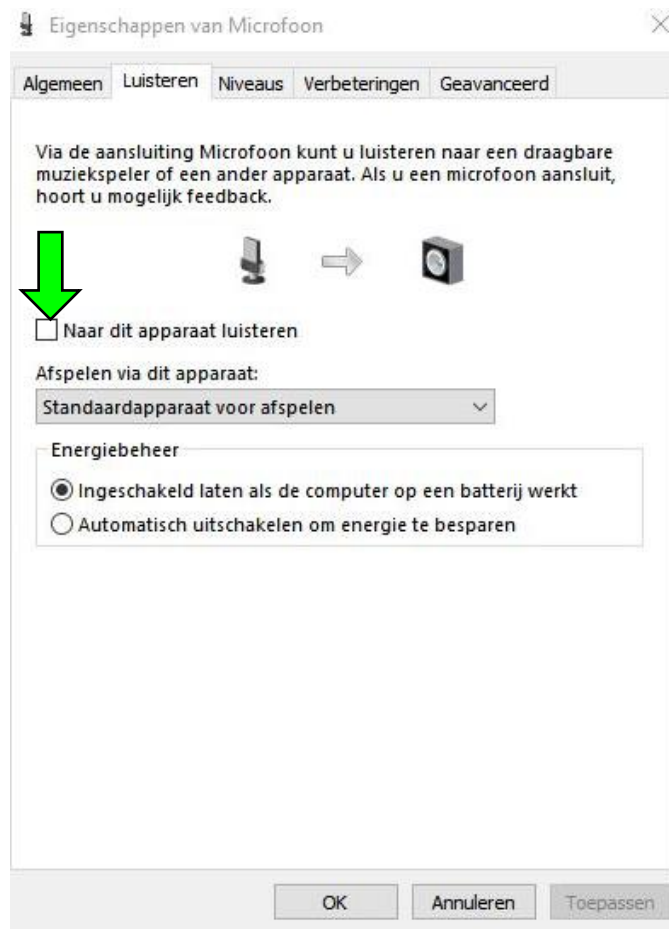 Eigenschappen van Microfoon
Algemeen Luisteren Niveaus Verbeteringen Geavanceerd
Via de aansluiting Microfoon kunt u luisteren naar een draagbare
muziekspeler of een ander apparaat. Als u een microfoon aansluit,
hoort u mogelijk feedback.
Naar dit apparaat luisteren
Afspelen via dit apparaat:
Standaardapparaat voor afspelen
Energiebeheer
Ingeschakeld laten als de computer op een batterij werkt
Automatisch uitschakelen om energie te besparen
OK Annuleren Toepassen